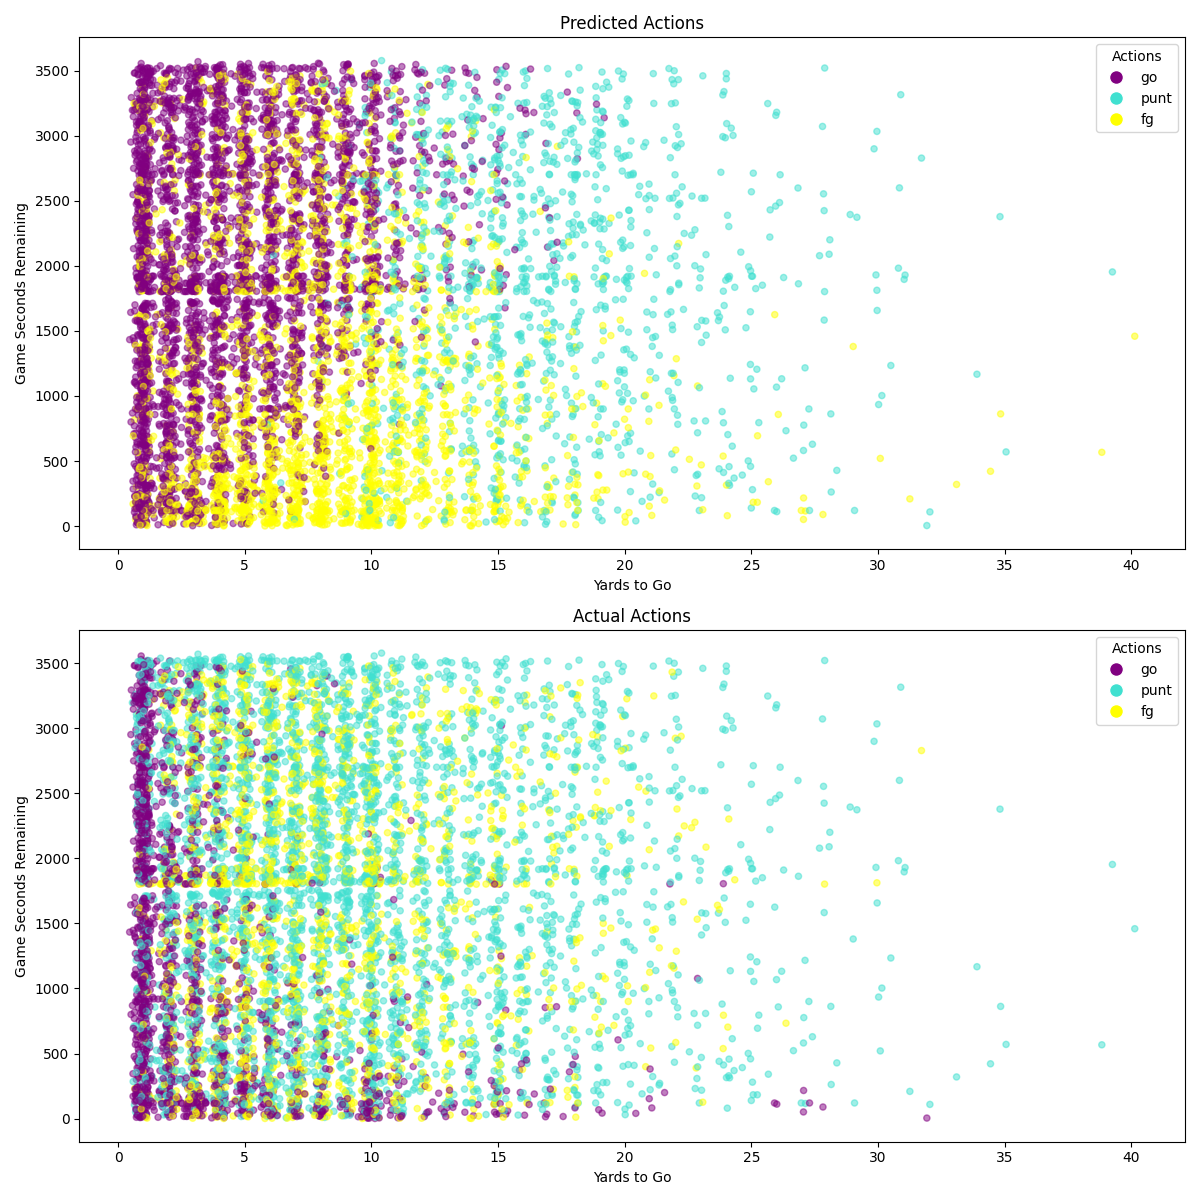 Predicted Actions
Game Seconds Remaining
3500
3000
2500
2000
1500
1000
500
0
Actions
go
punt
fg
0 5 10 15 20 25 30 35 40
Yards to Go
Actual Actions
Game Seconds Remaining
3500
3000
2500
2000
1500
1000
500
0
Actions
go
punt
fg
0 5 10 15 20 25 30 35 40
Yards to Go